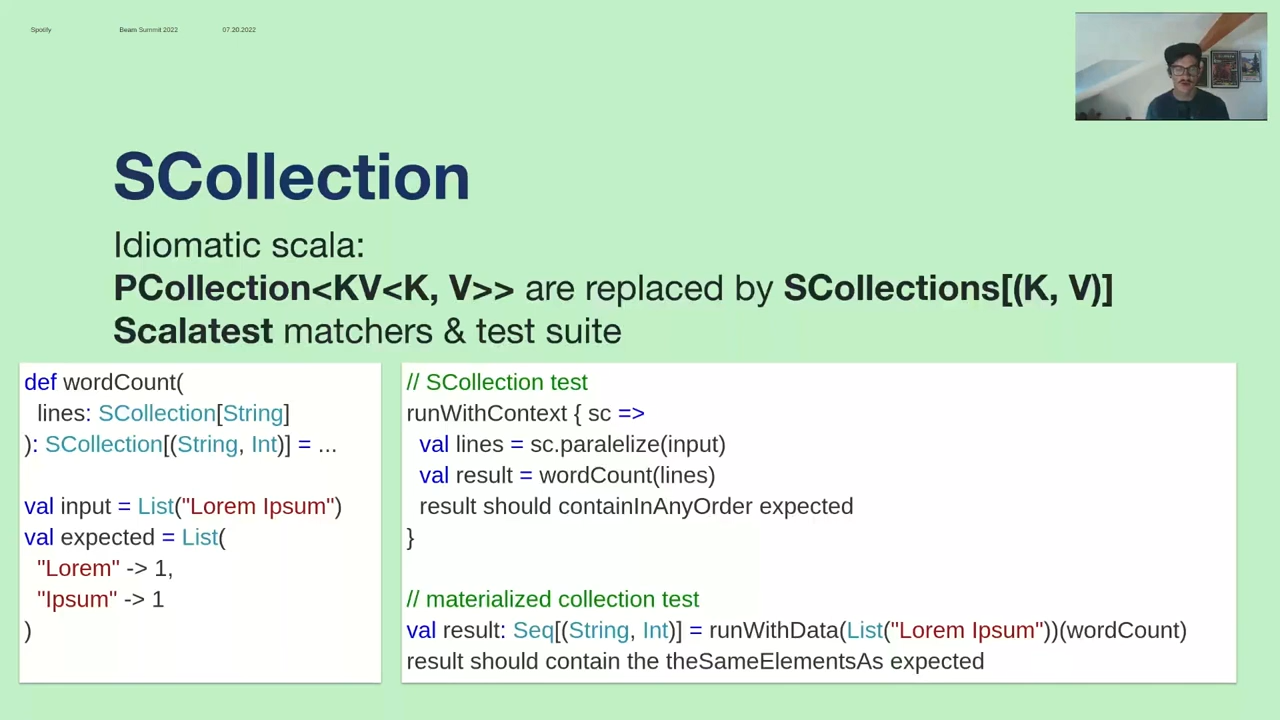 Spotify Beam Summit 2022 07.20.2022
SCollection
Idiomatic scala:
PCollection<KV<K, V>> are replaced by SCollections[(K, V)]
Scalatest matchers & test suite
def wordCount(
lines: SCollection[String]
): SCollection[(String, Int)] = ...
val input = List("Lorem Ipsum")
val expected = List(
"Lorem" -> 1,
"Ipsum" -> 1
)
// SCollection test
runWithContext { sc =>
val lines = sc.paralelize(input)
val result = wordCount(lines)
result should containInAnyOrder expected
}
// materialized collection test
val result: Seq[(String, Int)] = runWithData(List("Lorem Ipsum"))(wordCount)
result should contain the theSameElementsAs expected